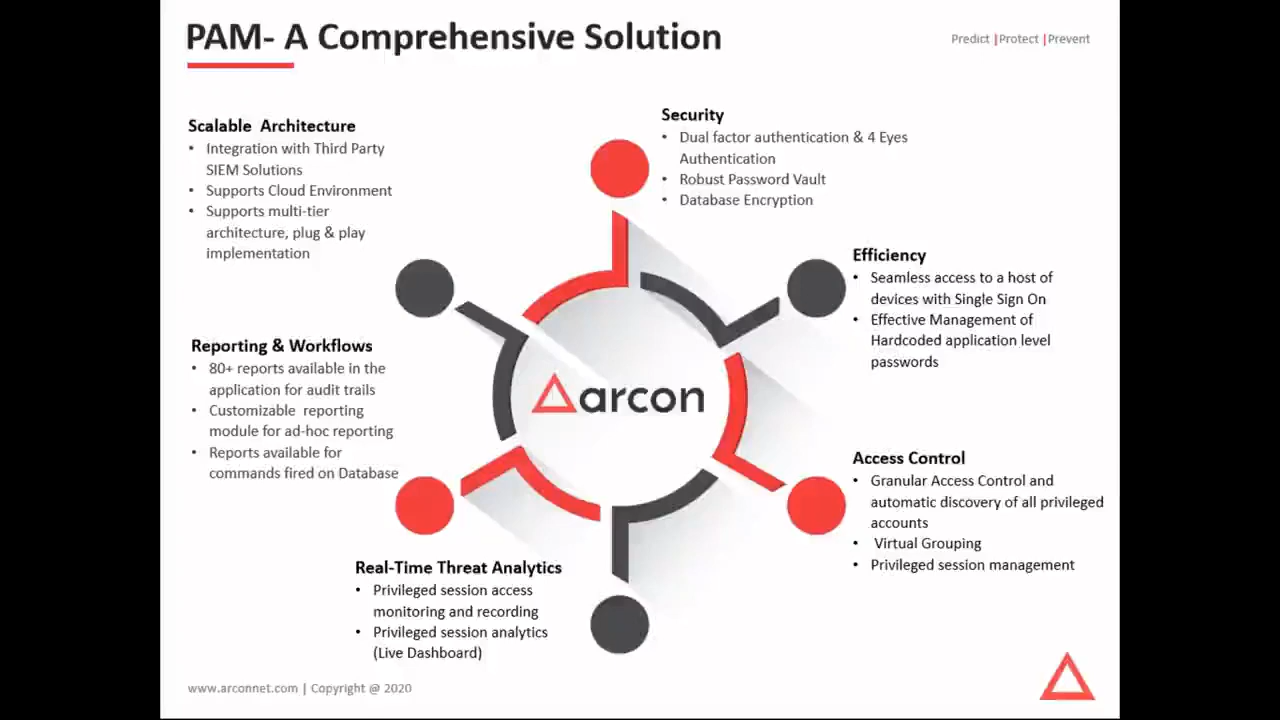 PAM- A Comprehensive Solution
Predict |Protect |Prevent
Scalable Architecture
• Integration with Third Party
SIEM Solutions
• Supports Cloud Environment
• Supports multi-tier
architecture, plug & play
implementation
Security
• Dual factor authentication & 4 Eyes
Authentication
• Robust Password Vault
• Database Encryption
Efficiency
• Seamless access to a host of
devices with Single Sign On
• Effective Management of
Hardcoded application level
passwords
Reporting & Workflows
• 80+ reports available in the
application for audit trails
• Customizable reporting
module for ad-hoc reporting
• Reports available for
commands fired on Database
arcon
Access Control
• Granular Access Control and
automatic discovery of all privileged
accounts
• Virtual Grouping
• Privileged session management
Real-Time Threat Analytics
• Privileged session access
monitoring and recording
• Privileged session analytics
(Live Dashboard)
www.arconnet.com | Copyright @ 2020